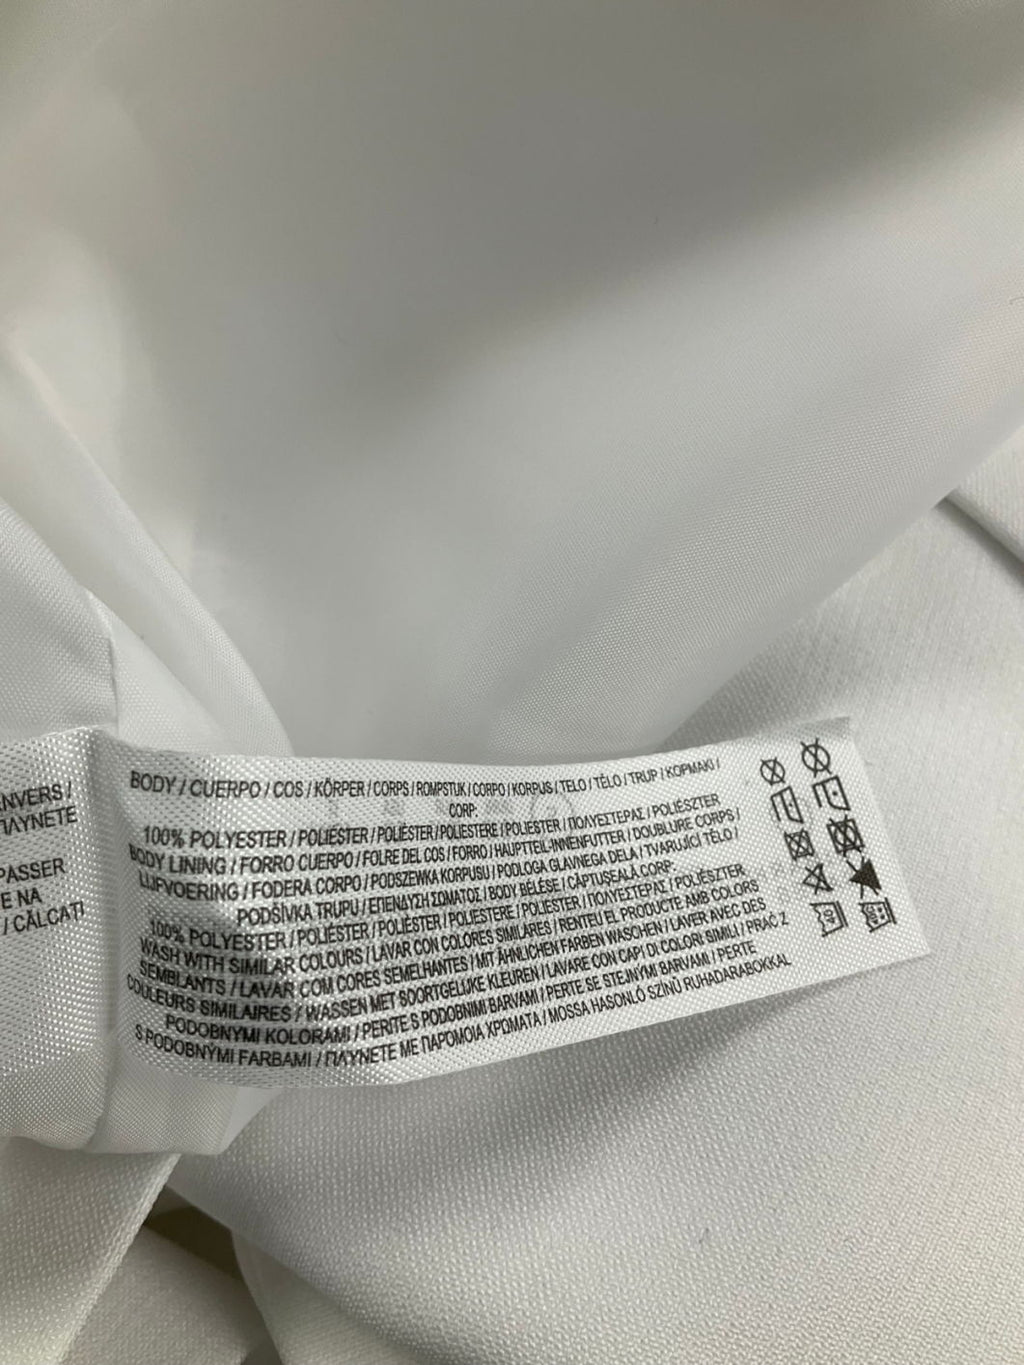 NVERS /
ΠΛΥΝΕΤΕ
PASSER
E NA
/ CĂLCAȚI
BODY / CUERPO / COS / KÖRPER / CORPS / ROMPSTUK / CORPO / KORPUS / TELO / TĚLO / TRUP / ΚΟΡΜΑΚΙ /
CORP:
100% POLYESTER / POLIÉSTER / POLIÈSTER / POLIESTERE / POLIESTER / ΠΟΛΥΕΣΤΕΡΑΣ / POLIÉSZTER
BODY LINING / FORRO CUERPO / FOLRE DEL COS / FORRO / HAUPTTEIL-INNENFUTTER / DOUBLURE CORPS /
LIJFVOERING / FODERA CORPO / PODSZEWKA KORPUSU / PODLOGA GLAVNEGA DELA / TVARUJÍCÍ TĚLO /
PODŠÍVKA TRUPU / ΕΠΕΝΔΥΣΗ ΣΩΜΑΤΟΣ / BODY BÉLÉSE / CĂPTUȘEALĂ CORP:
100% POLYESTER / POLIÉSTER / POLIÈSTER / POLIESTERE / POLIESTER / ΠΟΛΥΕΣΤΕΡΑΣ / POLIÉSZTER
WASH WITH SIMILAR COLOURS / LAVAR CON COLORES SIMILARES / RENTEU EL PRODUCTE AMB COLORS
SEMBLANTS / LAVAR COM CORES SEMELHANTES / MIT ÄHNLICHEN FARBEN WASCHEN / LAVER AVEC DES
COULEURS SIMILAIRES / WASSEN MET SOORTGELIJKE KLEUREN / LAVARE CON CAPI DI COLORI SIMILI / PRAĆ Z
PODOBNYMI KOLORAMI / PERITE S PODOBNIMI BARVAMI / PERTE SE STEJNÝMI BARVAMI / PERTE
S PODOBNÝMI FARBAMI / ΠΛΥΝΕΤΕ ΜΕ ΠΑΡΟΜΟΙΑ ΧΡΩΜΑΤΑ / MOSSA HASONLÓ SZÍNŰ RUHADARABOKKAL